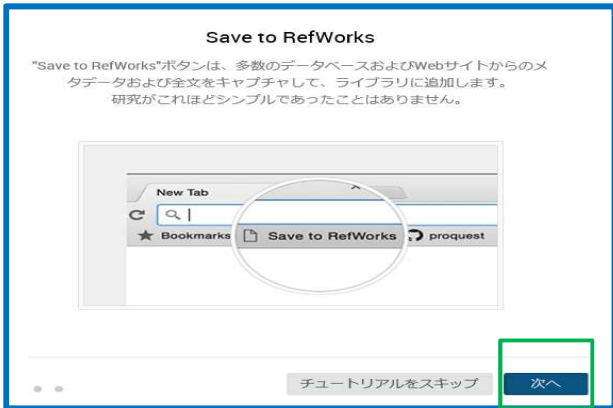 Save to RefWorks
"Save to RefWorks"ボタンは、多数のデータベースおよびWebサイトからのメ
タデータおよび全文をキャプチャして、ライブラリに追加します。
研究がこれほどシンプルであったことはありません。
New Tab
Bookmarks
Save to RefWorks
proquest
チュートリアルをスキップ
次へ